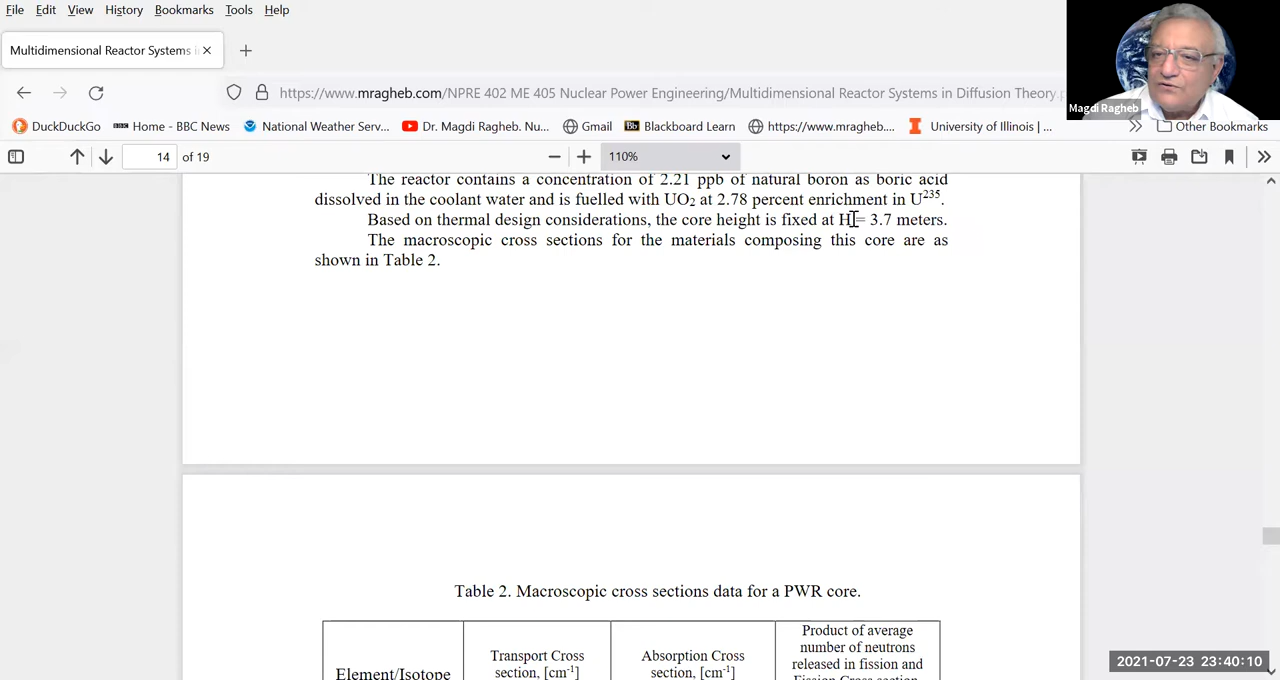 File Edit View History Bookmarks Tools Help
Multidimensional Reactor Systems i
https://www.mragheb.com/NPRE 402 ME 405 Nuclear Power Engineering/Multidimensional Reactor Systems in Diffusion Theory.p
Magdi Ragheb
DuckDuckGo Home - BBC News National Weather Serv... Dr. Magdi Ragheb. Nu... Gmail Bb Blackboard Learn https://www.mragheb.... University of Illinois | ... Other Bookmarks
14 of 19 110%
The reactor contains a concentration of 2.21 ppb of natural boron as boric acid
dissolved in the coolant water and is fuelled with UO₂ at 2.78 percent enrichment in U²³⁵.
Based on thermal design considerations, the core height is fixed at H = 3.7 meters.
The macroscopic cross sections for the materials composing this core are as
shown in Table 2.
Table 2. Macroscopic cross sections data for a PWR core.
Element/Isotope
Transport Cross
section, [cm⁻¹]
Absorption Cross
section, [cm⁻¹]
Product of average
number of neutrons
released in fission and
Fission Cross section
2021-07-23 23:40:10